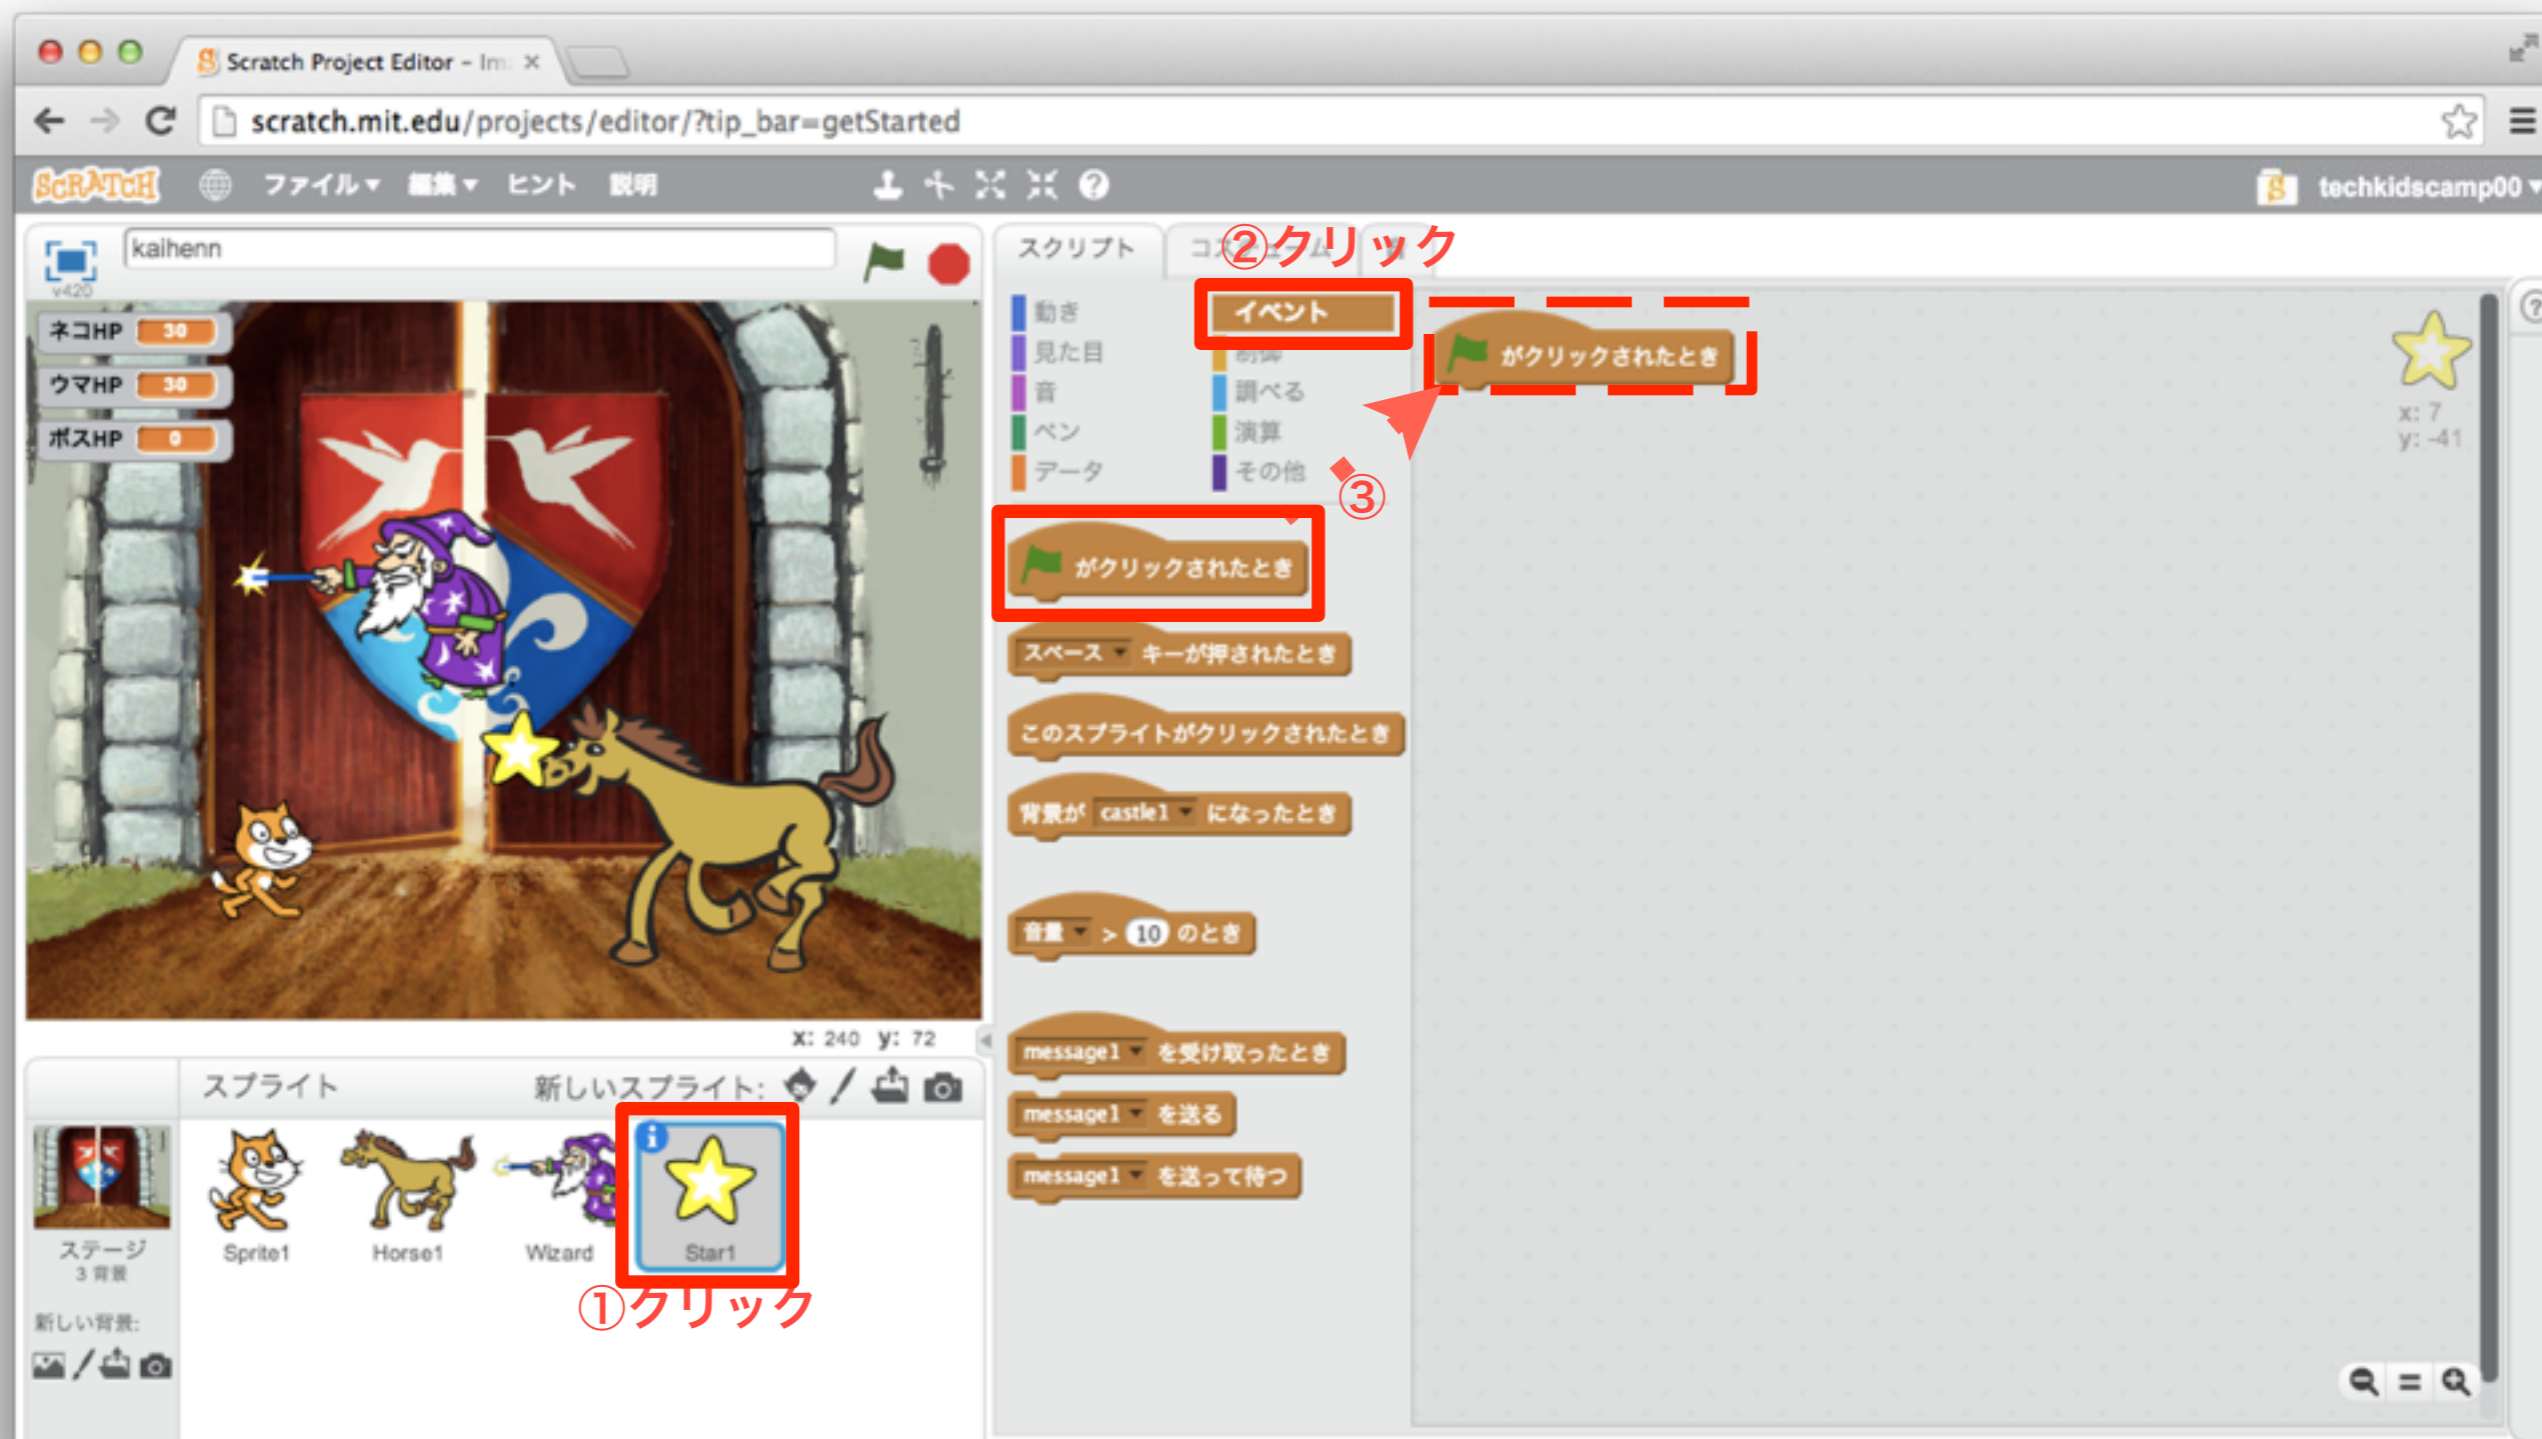 Scratch Project Editor – Im
scratch.mit.edu/projects/editor/?tip_bar=getStarted
SCRATCH
ファイル
編集
ヒント
説明
techkidscamp00
v420
kaihenn
ネコHP 30
ウマHP 30
ボスHP 0
x: 240 y: 72
スプライト
新しいスプライト:
Sprite1
Horse1
Wizard
Star1
①クリック
ステージ
3 背景
新しい背景:
スクリプト
②クリック
動き
イベント
見た目
制御
音
調べる
ペン
演算
データ
その他
③
がクリックされたとき
スペース キーが押されたとき
このスプライトがクリックされたとき
背景が castle1 になったとき
音量 > 10 のとき
message1 を受け取ったとき
message1 を送る
message1 を送って待つ
がクリックされたとき
x: 7
y: -41